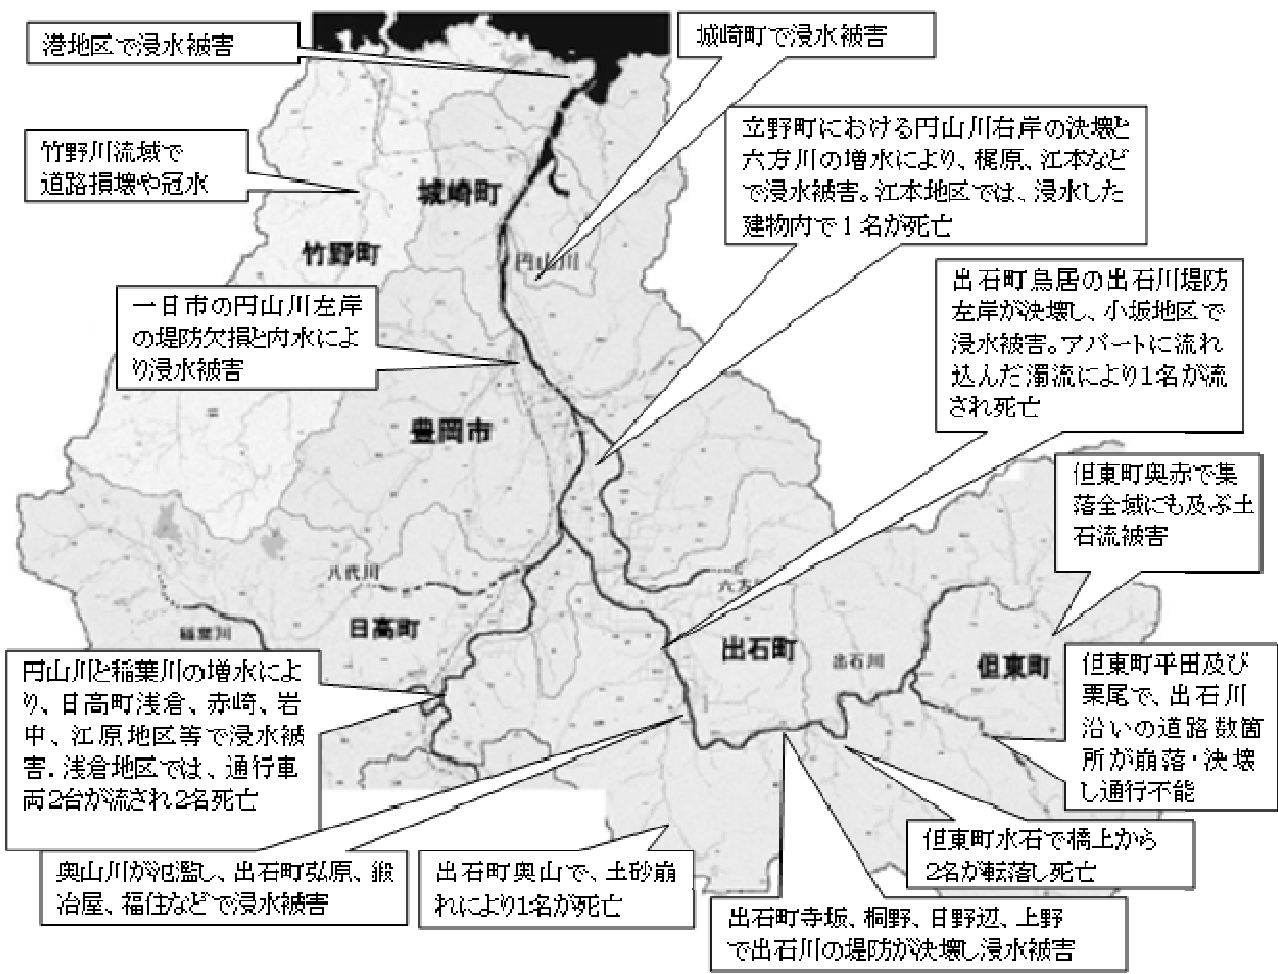 港地区で浸水被害
城崎町で浸水被害
竹野川流域で
道路損壊や冠水
立野町における円山川右岸の決壊と
六方川の増水により、梶原、江本など
で浸水被害。江本地区では、浸水した
建物内で1名が死亡
城崎町
竹野町
円山川
一日市の円山川左岸
の堤防欠損と内水によ
り浸水被害
出石町鳥居の出石川堤防
左岸が決壊し、小坂地区で
浸水被害。アパートに流れ
込んだ濁流により1名が流
され死亡
豊岡市
但東町奥赤で集
落全域にも及ぶ土
石流被害
八代川
六方
稲葉川
日高町
出石町
出石川
但東町
円山川と稲葉川の増水によ
り、日高町浅倉、赤崎、岩
中、江原地区等で浸水被
害.浅倉地区では、通行車
両2台が流され2名死亡
但東町平田及び
栗尾で、出石川
沿いの道路数箇
所が崩落・決壊
し通行不能
奥山川が氾濫し、出石町弘原、鍛
冶屋、福住などで浸水被害
出石町奥山で、土砂崩
れにより1名が死亡
但東町水石で橋上から
2名が転落し死亡
出石町寺坂、桐野、日野辺、上野
で出石川の堤防が決壊し浸水被害